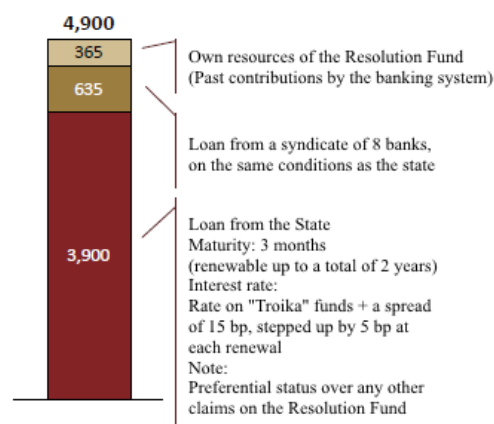 4,900
365
Own resources of the Resolution Fund
(Past contributions by the banking system)
635
Loan from a syndicate of 8 banks,
on the same conditions as the state
3,900
Loan from the State
Maturity: 3 months
(renewable up to a total of 2 years)
Interest rate:
Rate on "Troika" funds + a spread
of 15 bp, stepped up by 5 bp at
each renewal
Note:
Preferential status over any other
claims on the Resolution Fund